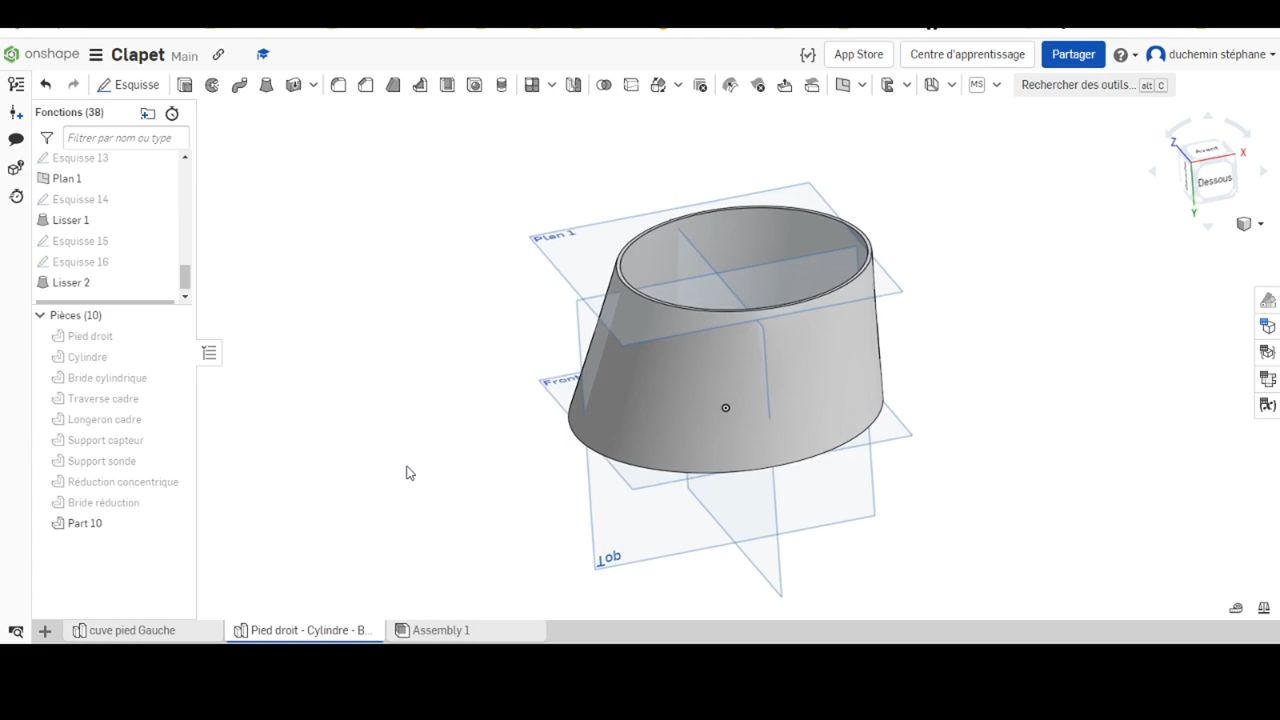 onshape Clapet Main App Store Centre d'apprentissage Partager duchemin stéphane
Esquisse MS Rechercher des outils... alt C
Fonctions (38)
Filtrer par nom ou type
Esquisse 13
Plan 1
Esquisse 14
Lisser 1
Esquisse 15
Esquisse 16
Lisser 2
Pièces (10)
Pied droit
Cylindre
Bride cylindrique
Traverse cadre
Longeron cadre
Support capteur
Support sonde
Réduction concentrique
Bride réduction
Part 10
Plan 1
Front
Top
Avant
Dessous
Z
X
Y
cuve pied Gauche Pied droit - Cylindre - B... Assembly 1